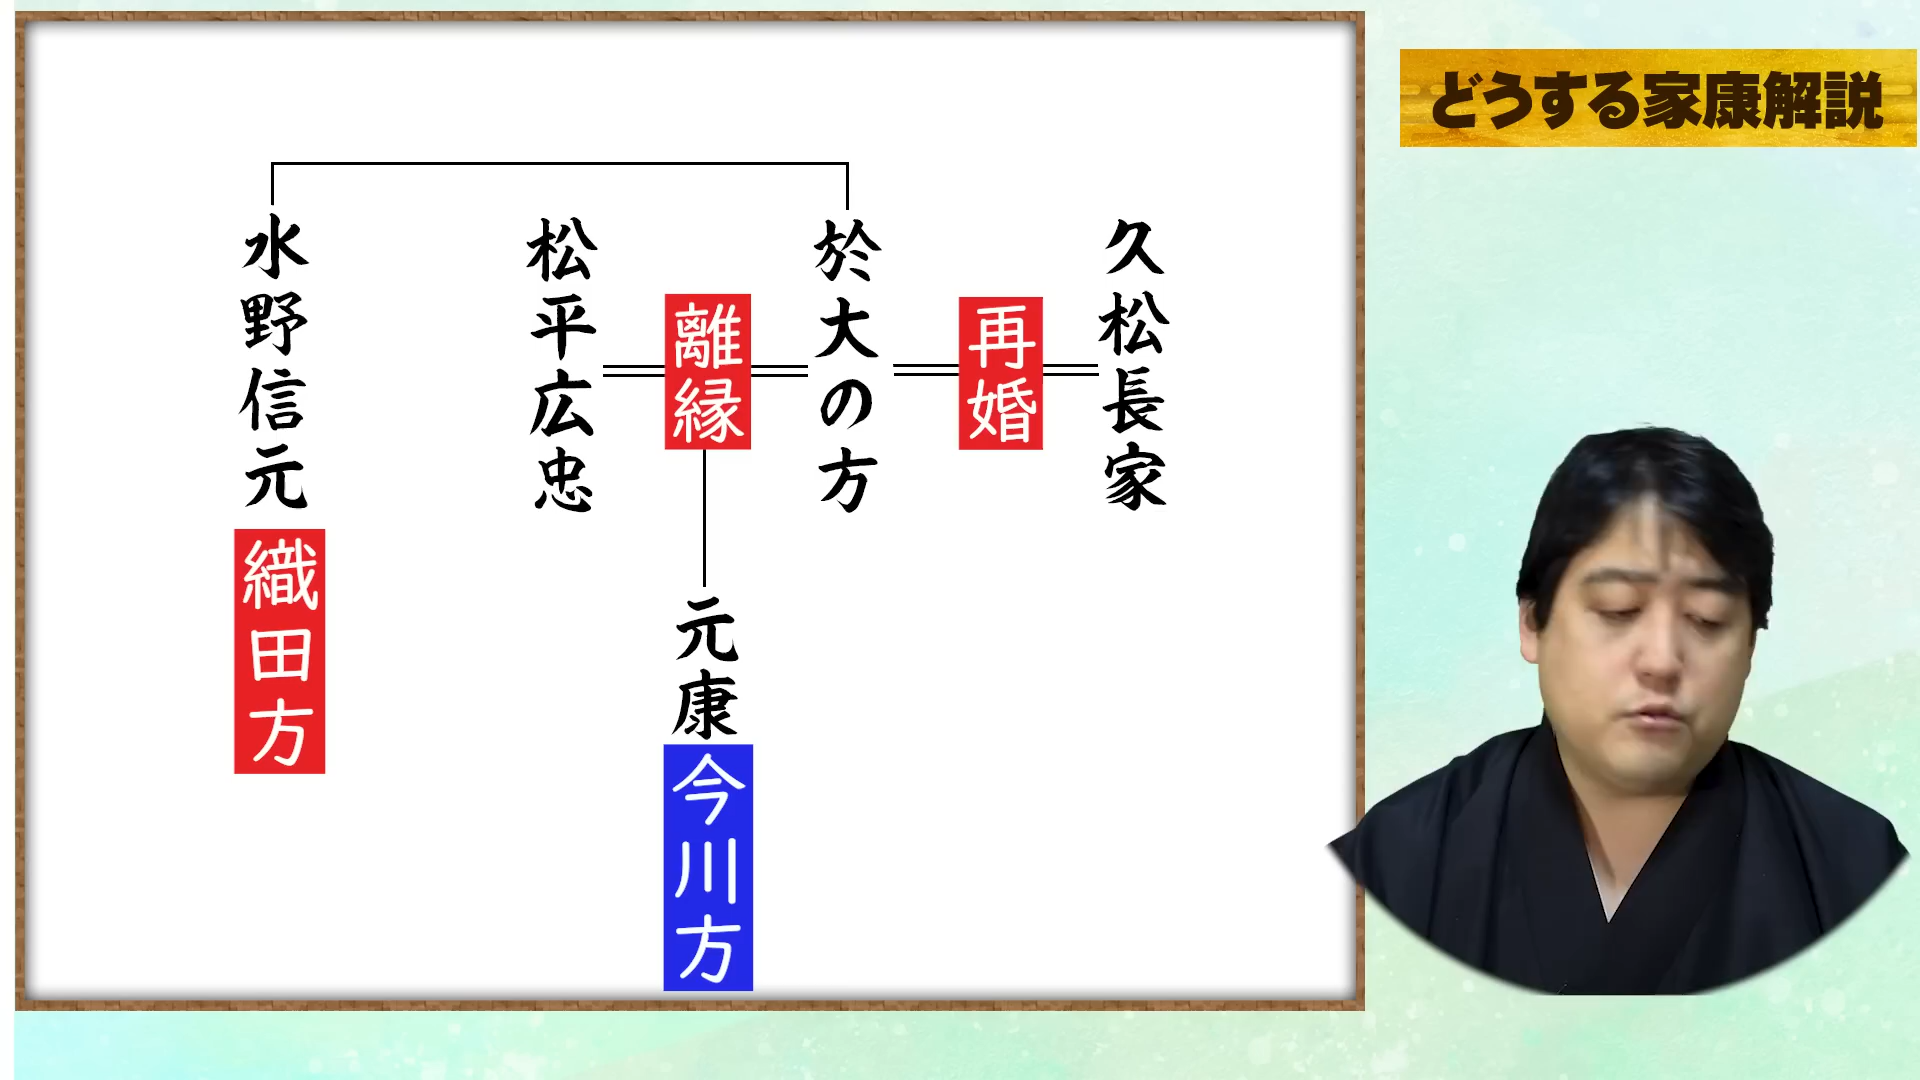 どうする家康解説
久松長家
再婚
於大の方
離縁
松平広忠
水野信元
織田方
元康
今川方